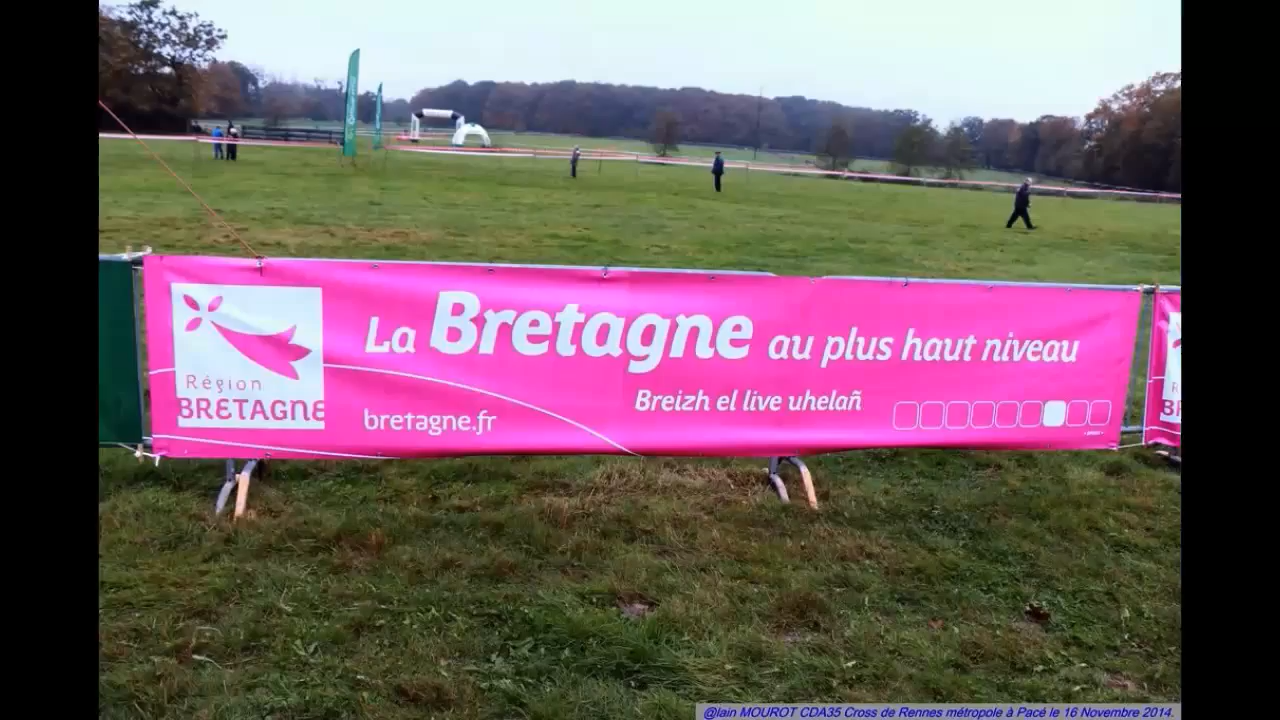 La Bretagne au plus haut niveau
Breizh el live uhelañ
Région
BRETAGNE
bretagne.fr
@lain MOUROT CDA35 Cross de Rennes métropole à Pacé le 16 Novembre 2014.